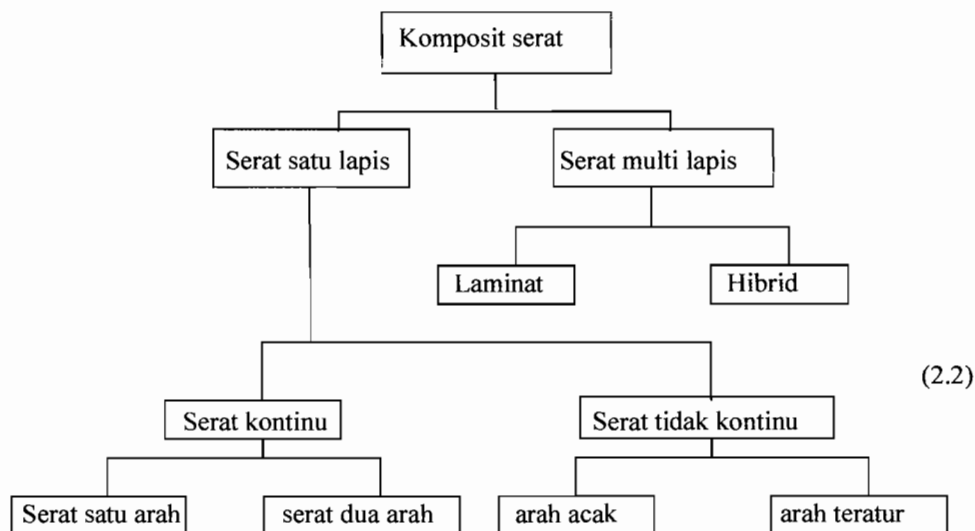 Komposit serat
Serat satu lapis
Serat multi lapis
Laminat
Hibrid
(2.2)
Serat kontinu
Serat tidak kontinu
Serat satu arah
serat dua arah
arah acak
arah teratur